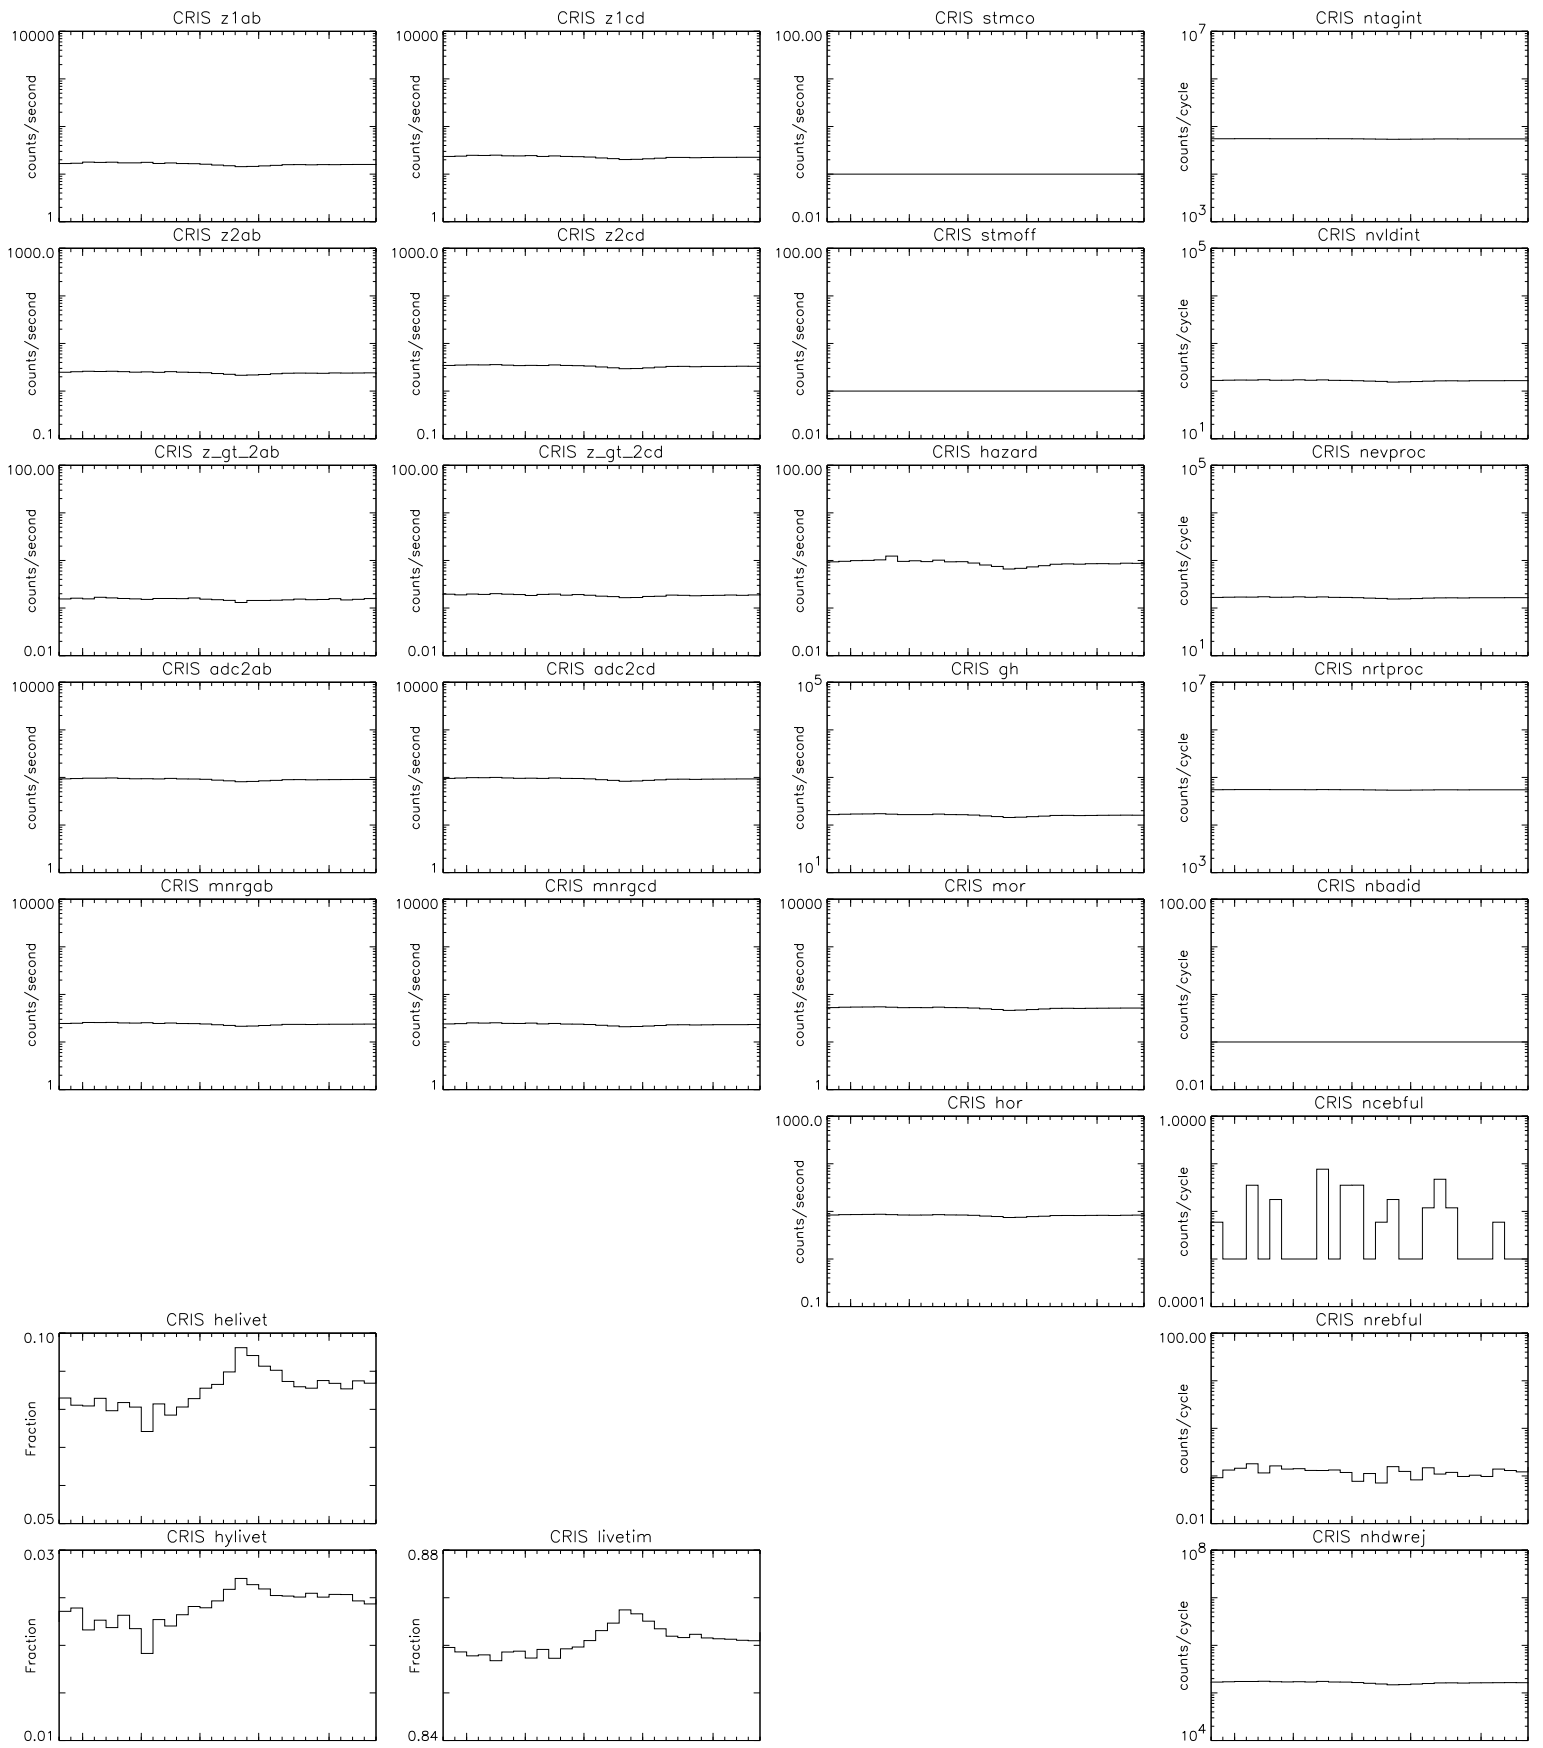 CRIS z1ab
CRIS z1cd
CRIS stmco
CRIS ntagint
10000
counts/second
1
10000
counts/second
1
100.00
counts/second
0.01
10^7
counts/cycle
10^3
CRIS z2ab
CRIS z2cd
CRIS stmoff
CRIS nvldint
1000.0
counts/second
0.1
1000.0
counts/second
0.1
100.00
counts/second
0.01
10^5
counts/cycle
10^1
CRIS z_gt_2ab
CRIS z_gt_2cd
CRIS hazard
CRIS nevproc
100.00
counts/second
0.01
100.00
counts/second
0.01
100.00
counts/second
0.01
10^5
counts/cycle
10^1
CRIS adc2ab
CRIS adc2cd
CRIS gh
CRIS nrtproc
10000
counts/second
1
10000
counts/second
1
10^5
counts/second
10^1
10^7
counts/cycle
10^3
CRIS mnrgab
CRIS mnrgcd
CRIS mor
CRIS nbadid
10000
counts/second
1
10000
counts/second
1
10000
counts/second
1
100.00
counts/cycle
0.01
CRIS hor
CRIS ncebful
1000.0
counts/second
0.1
1.0000
counts/cycle
0.0001
CRIS helivet
CRIS nrebful
0.10
Fraction
0.05
100.00
counts/cycle
0.01
CRIS hylivet
CRIS livetim
CRIS nhdwrej
0.03
Fraction
0.01
0.88
Fraction
0.84
10^8
counts/cycle
10^4